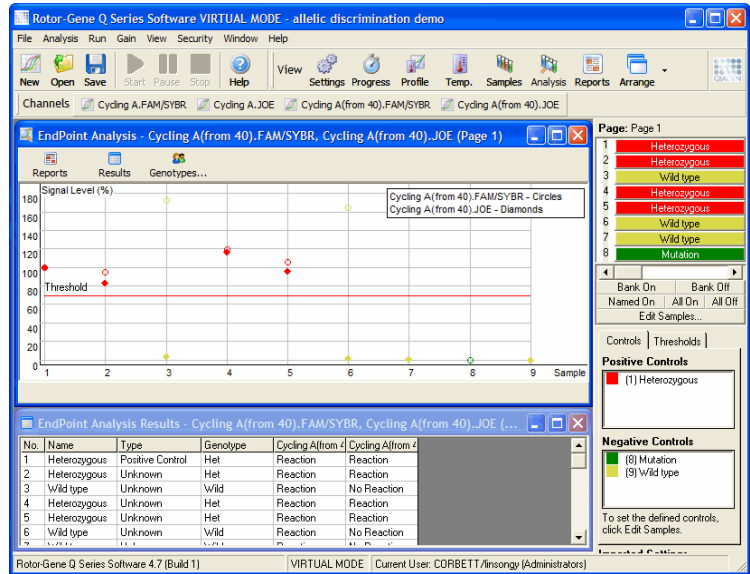 Rotor-Gene Q Series Software VIRTUAL MODE - allelic discrimination demo
File Analysis Run Gain View Security Window Help
New Open Save Start Pause Stop Help View Settings Progress Profile Temp. Samples Analysis Reports Arrange
QIAGEN
Channels Cycling A.FAM/SYBR Cycling A.JOE Cycling A(from 40).FAM/SYBR Cycling A(from 40).JOE
EndPoint Analysis - Cycling A(from 40).FAM/SYBR, Cycling A(from 40).JOE (Page 1)
Reports Results Genotypes...
Signal Level (%)
Cycling A(from 40).FAM/SYBR - Circles
Cycling A(from 40).JOE - Diamonds
180
160
140
120
100
80
60
40
20
0
Threshold
1 2 3 4 5 6 7 8 9 Sample
Page: Page 1
1 Heterozygous
2 Heterozygous
3 Wild type
4 Heterozygous
5 Heterozygous
6 Wild type
7 Wild type
8 Mutation
Bank On Bank Off
Named On All On All Off
Edit Samples...
Controls Thresholds
Positive Controls
(1) Heterozygous
Negative Controls
(8) Mutation
(9) Wild type
To set the defined controls,
click Edit Samples.
EndPoint Analysis Results - Cycling A(from 40).FAM/SYBR, Cycling A(from 40).JOE (...
No. Name Type Genotype Cycling A(from 4 Cycling A(from 4
1 Heterozygous Positive Control Het Reaction Reaction
2 Heterozygous Unknown Het Reaction Reaction
3 Wild type Unknown Wild Reaction No Reaction
4 Heterozygous Unknown Het Reaction Reaction
5 Heterozygous Unknown Het Reaction Reaction
6 Wild type Unknown Wild Reaction No Reaction
Rotor-Gene Q Series Software 4.7 (Build 1) VIRTUAL MODE Current User: CORBETT/linsongy (Administrators)